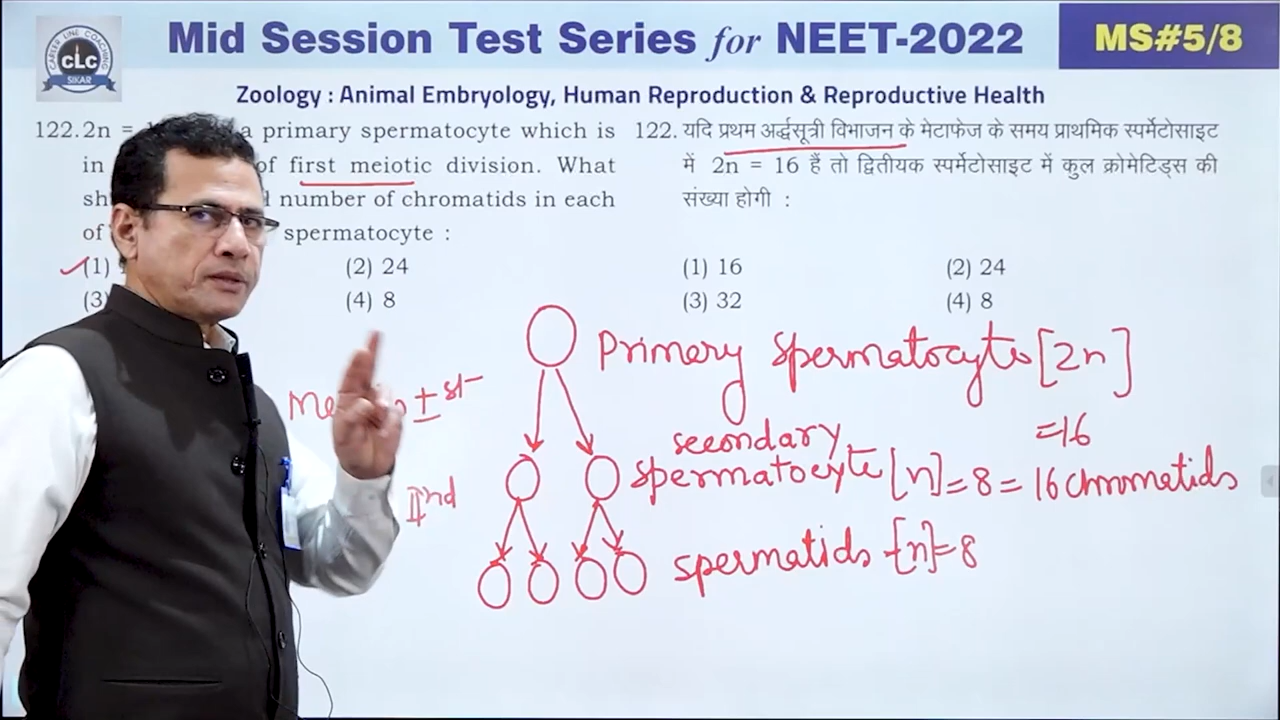 CAREER LINE COACHING
CLC
SIKAR
Mid Session Test Series for NEET-2022
MS#5/8
Zoology : Animal Embryology, Human Reproduction & Reproductive Health
122. 2n = a primary spermatocyte which is
in of first meiotic division. What
number of chromatids in each
of spermatocyte :
(1)
(2) 24
(3)
(4) 8
122. यदि प्रथम अर्द्धसूत्री विभाजन के मेटाफेज के समय प्राथमिक स्पर्मेटोसाइट
में 2n = 16 हैं तो द्वितीयक स्पर्मेटोसाइट में कुल क्रोमेटिड्स की
संख्या होगी :
(1) 16
(2) 24
(3) 32
(4) 8
Primary Spermatocyte [2n]
=16
Ist
secondary
spermatocyte [n]=8=16 chromatids
IInd
spermatids [n]=8